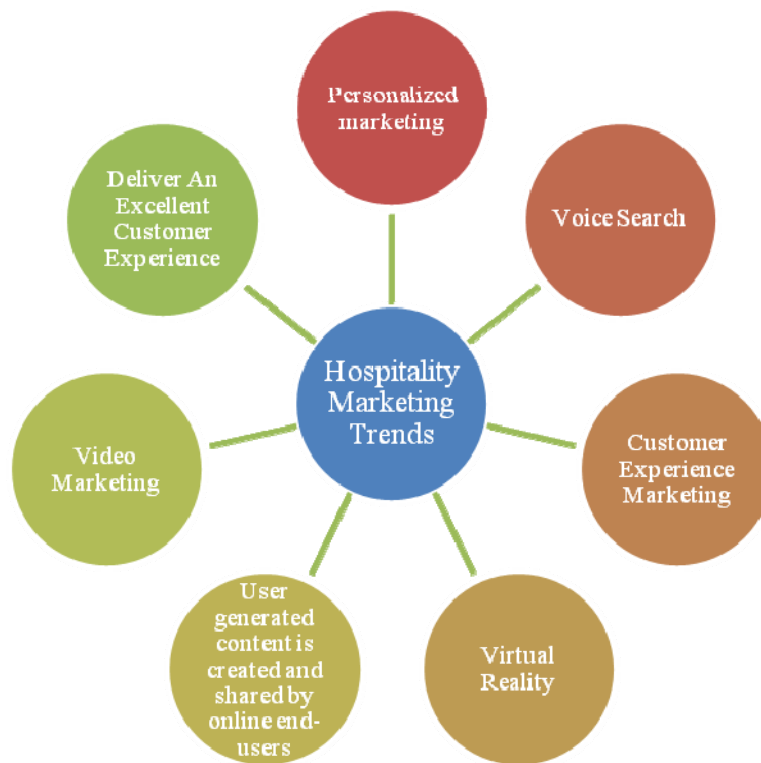 Personalized
marketing
Voice Search
Customer
Experience
Marketing
Virtual
Reality
User
generated
content is
created and
shared by
online end-
users
Video
Marketing
Deliver An
Excellent
Customer
Experience
Hospitality
Marketing
Trends